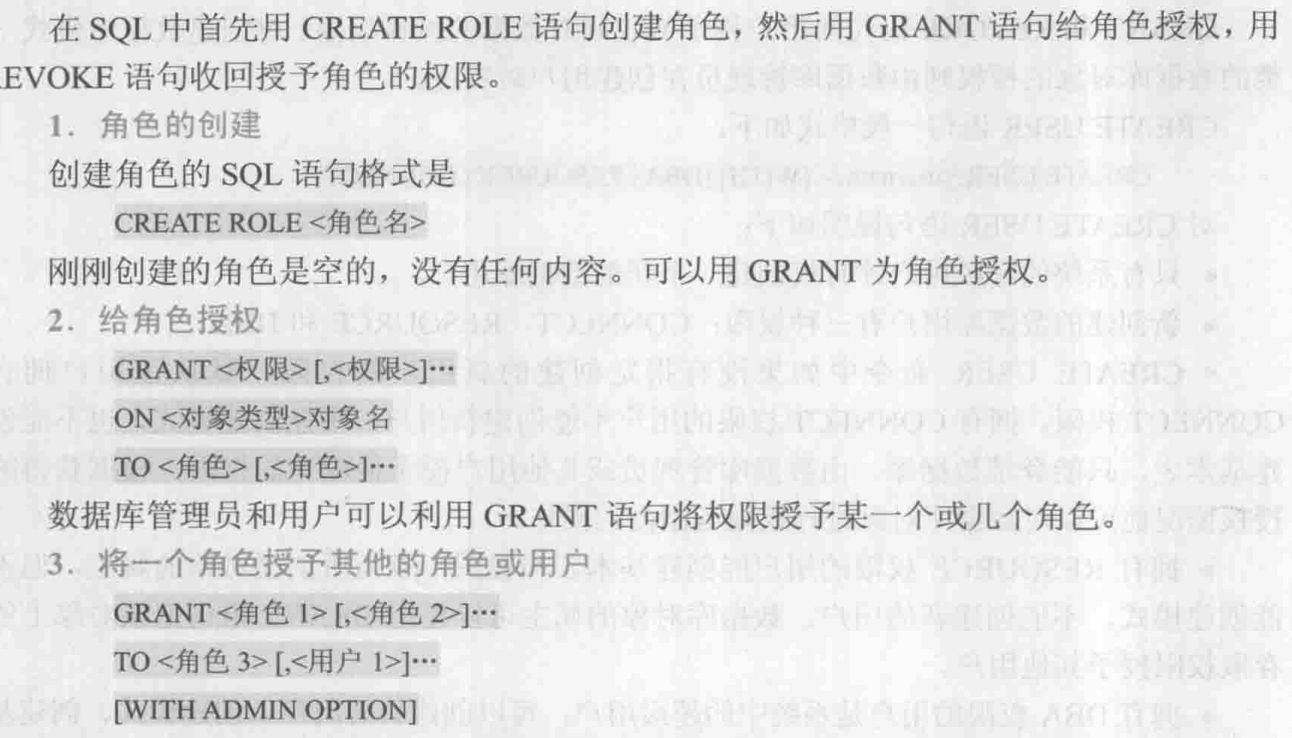 在 SQL 中首先用 CREATE ROLE 语句创建角色，然后用 GRANT 语句给角色授权，用
EVOKE 语句收回授予角色的权限。
1．角色的创建
创建角色的 SQL 语句格式是
CREATE ROLE <角色名>
刚刚创建的角色是空的，没有任何内容。可以用 GRANT 为角色授权。
2．给角色授权
GRANT <权限> [,<权限>]…
ON <对象类型>对象名
TO <角色> [,<角色>]…
数据库管理员和用户可以利用 GRANT 语句将权限授予某一个或几个角色。
3．将一个角色授予其他的角色或用户
GRANT <角色 1> [,<角色 2>]…
TO <角色 3> [,<用户 1>]…
[WITH ADMIN OPTION]